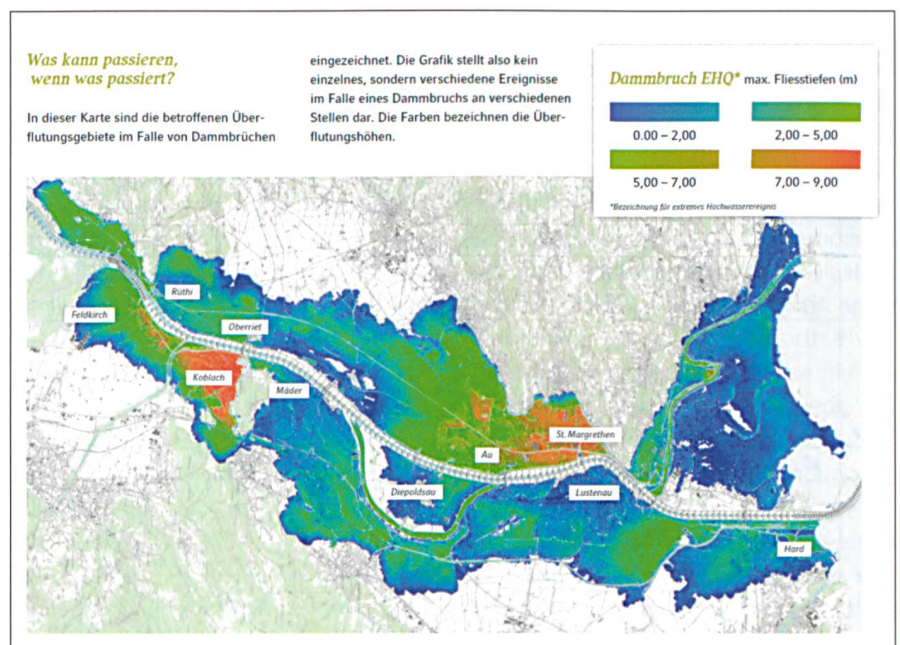 Was kann passieren,
wenn was passiert?
In dieser Karte sind die betroffenen Über-
flutungsgebiete im Falle von Dammbrüchen
eingezeichnet. Die Grafik stellt also kein
einzelnes, sondern verschiedene Ereignisse
im Falle eines Dammbruchs an verschiedenen
Stellen dar. Die Farben bezeichnen die Über-
flutungshöhen.
Dammbruch EHQ* max. Fliesstiefen (m)
0.00 – 2,00
2,00 – 5,00
5,00 – 7,00
7,00 – 9,00
*Bezeichnung für extremes Hochwasserereignis
Rüthi
Feldkirch
Oberriet
Koblach
Mäder
St. Margrethen
Au
Diepoldsau
Lustenau
Hard